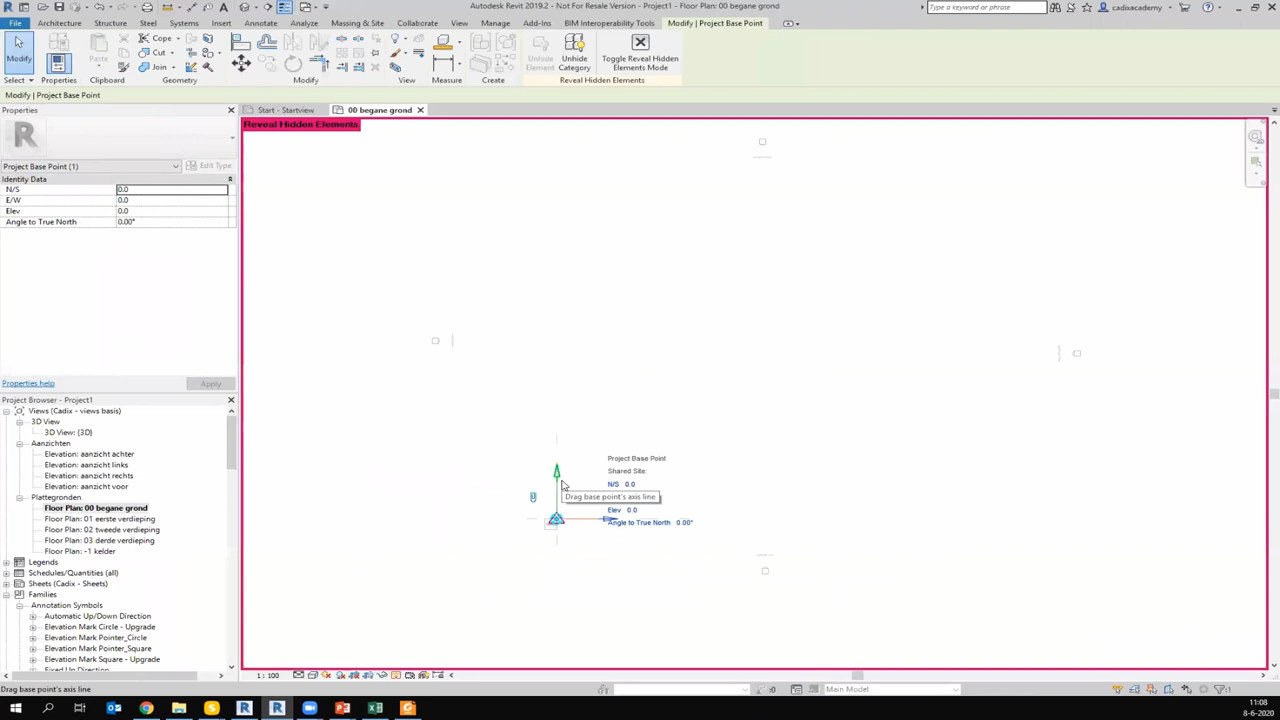 Autodesk Revit 2019.2 - Not For Resale Version - Project1 - Floor Plan: 00 begane grond
Type a keyword or phrase
cadixacademy
File Architecture Structure Steel Systems Insert Annotate Analyze Massing & Site Collaborate View Manage Add-Ins BIM Interoperability Tools Modify | Project Base Point
Modify
Paste
Cope
Cut
Join
Unhide Element
Unhide Category
Toggle Reveal Hidden Elements Mode
Select Properties Clipboard Geometry Modify View Measure Create Reveal Hidden Elements
Modify | Project Base Point
Properties
Start - Startview
00 begane grond
Reveal Hidden Elements
Project Base Point (1)
Edit Type
Identity Data
N/S 0.0
E/W 0.0
Elev 0.0
Angle to True North 0.00°
Properties help
Apply
Project Browser - Project1
Views (Cadix - views basis)
3D View
3D View: {3D}
Aanzichten
Elevation: aanzicht achter
Elevation: aanzicht links
Elevation: aanzicht rechts
Elevation: aanzicht voor
Plattegronden
Floor Plan: 00 begane grond
Floor Plan: 01 eerste verdieping
Floor Plan: 02 tweede verdieping
Floor Plan: 03 derde verdieping
Floor Plan: -1 kelder
Legends
Schedules/Quantities (all)
Sheets (Cadix - Sheets)
Families
Annotation Symbols
Automatic Up/Down Direction
Elevation Mark Circle - Upgrade
Elevation Mark Pointer_Circle
Elevation Mark Pointer_Square
Elevation Mark Square - Upgrade
Fixed Up Direction
Project Base Point
Shared Site:
N/S 0.0
Drag base point's axis line
Elev 0.0
Angle to True North 0.00°
1 : 100
Drag base point's axis line
:0
Main Model
:1
11:08
8-6-2020